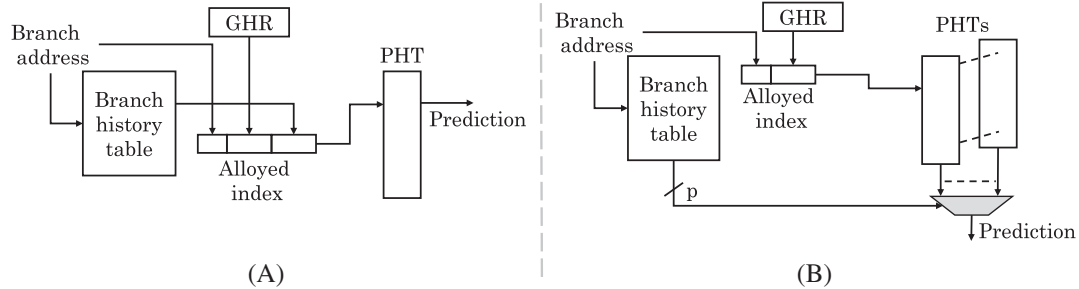 GHR
Branch
address
PHT
Branch
history
table
Prediction
Alloyed
index
(A)
GHR
Branch
address
PHTs
Branch
history
table
Alloyed
index
p
Prediction
(B)